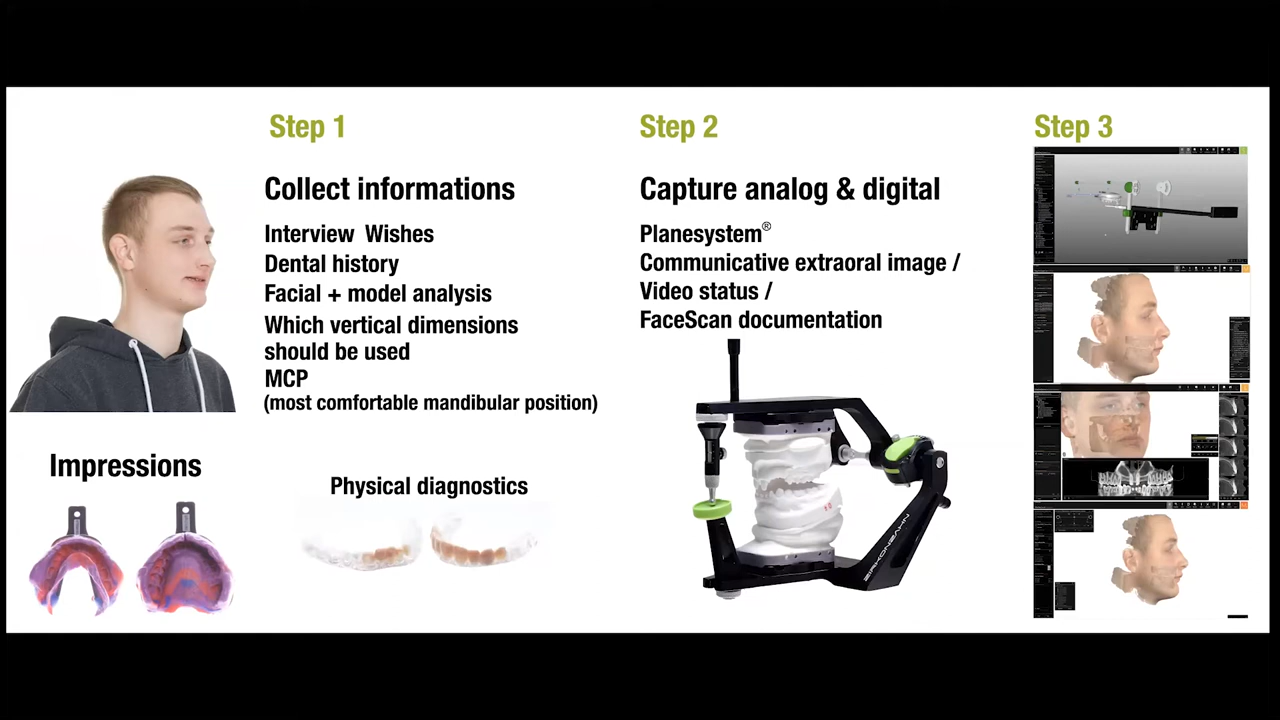 Step 1
Collect informations
Interview Wishes
Dental history
Facial + model analysis
Which vertical dimensions
should be used
MCP
(most comfortable mandibular position)
Impressions
Physical diagnostics
Step 2
Capture analog & digital
Planesystem®
Communicative extraoral image /
Video status /
FaceScan documentation
ZIRKONZAHN
Step 3